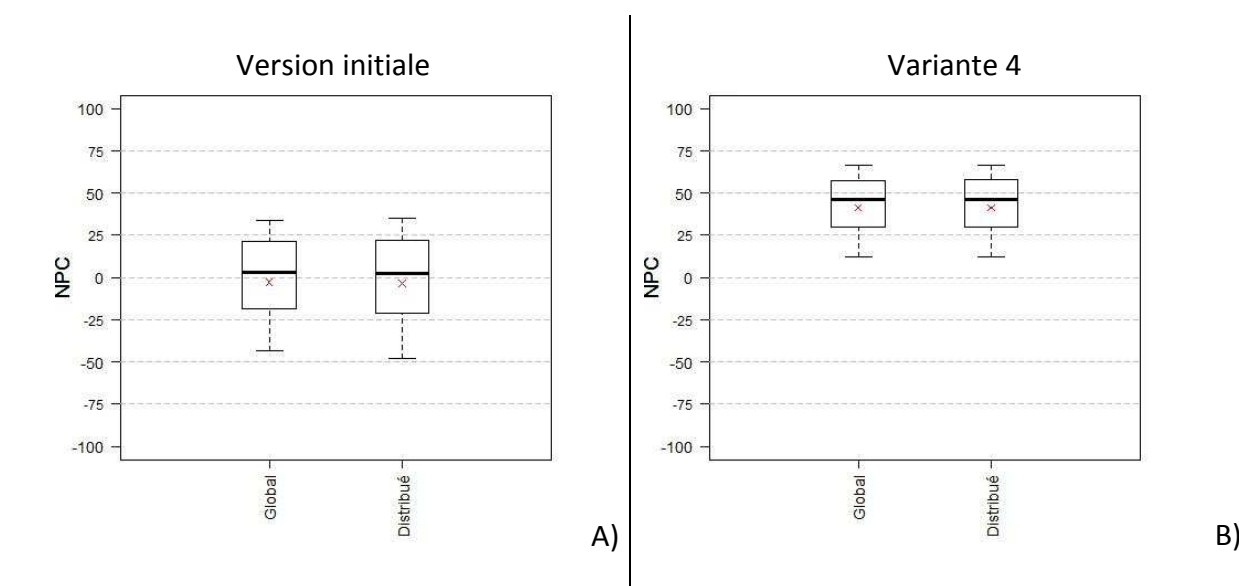 Version initiale
100
75
50
25
0
-25
-50
-75
-100
NPC
Global
Distribué
A)
Variante 4
100
75
50
25
0
-25
-50
-75
-100
NPC
Global
Distribué
B)